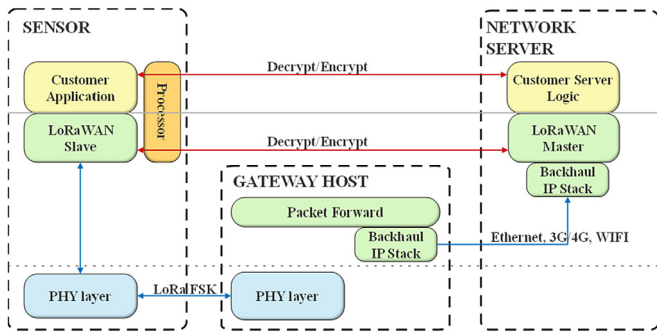 SENSOR
NETWORK
SERVER
Customer
Application
Processor
Decrypt/Encrypt
Customer Server
Logic
LoRaWAN
Slave
Decrypt/Encrypt
LoRaWAN
Master
Backhaul
IP Stack
GATEWAY HOST
Packet Forward
Backhaul
IP Stack
Ethernet, 3G/4G, WIFI
PHY layer
LoRa FSK
PHY layer